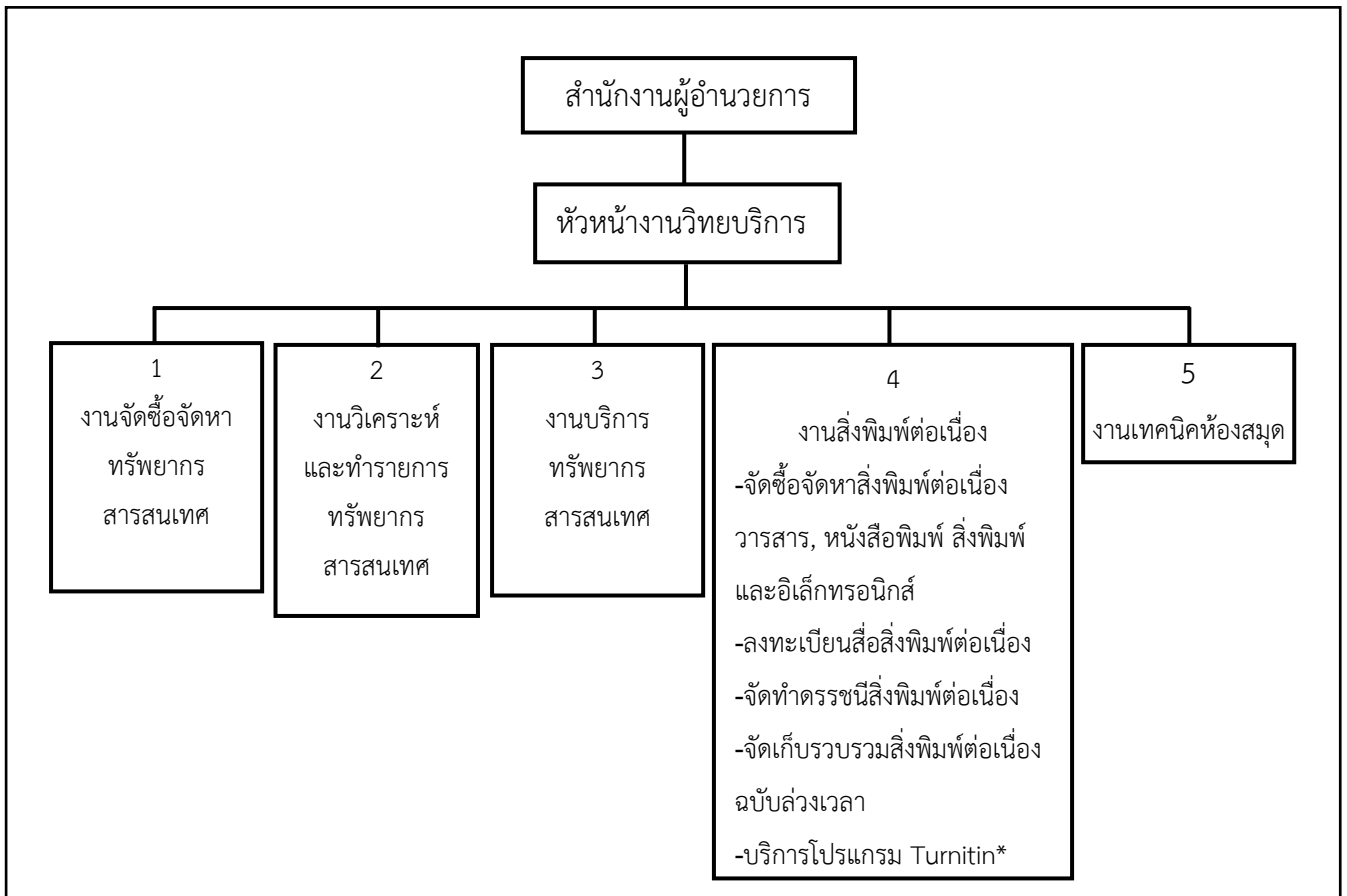 สำนักงานผู้อำนวยการ
หัวหน้างานวิทยบริการ
1
งานจัดซื้อจัดหา
ทรัพยากร
สารสนเทศ
2
งานวิเคราะห์
และทำรายการ
ทรัพยากร
สารสนเทศ
3
งานบริการ
ทรัพยากร
สารสนเทศ
4
งานสิ่งพิมพ์ต่อเนื่อง
-จัดซื้อจัดหาสิ่งพิมพ์ต่อเนื่อง
วารสาร, หนังสือพิมพ์ สิ่งพิมพ์
และอิเล็กทรอนิกส์
-ลงทะเบียนสื่อสิ่งพิมพ์ต่อเนื่อง
-จัดทำดรรชนีสิ่งพิมพ์ต่อเนื่อง
-จัดเก็บรวบรวมสิ่งพิมพ์ต่อเนื่อง
ฉบับล่วงเวลา
-บริการโปรแกรม Turnitin*
5
งานเทคนิคห้องสมุด